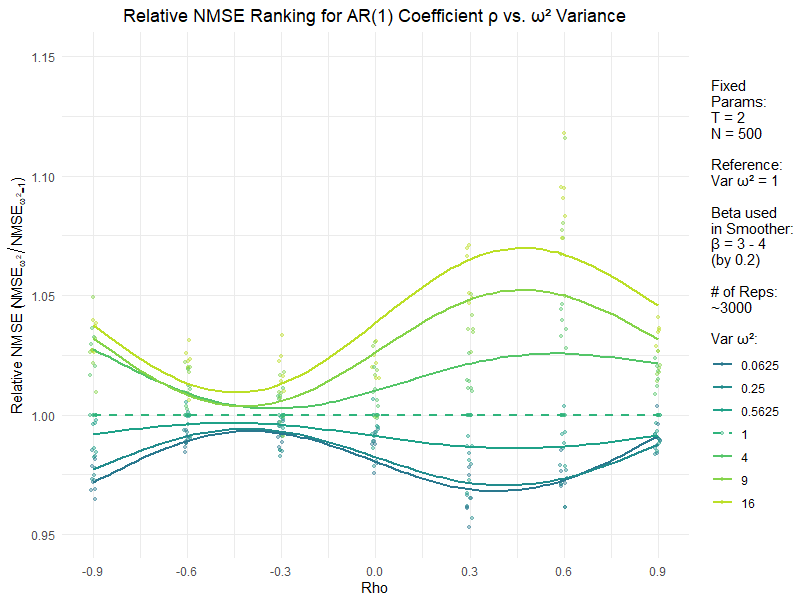 Relative NMSE Ranking for AR(1) Coefficient ρ vs. ω² Variance
Relative NMSE (NMSEω²/NMSEω²=1)
1.15
1.10
1.05
1.00
0.95
-0.9
-0.6
-0.3
0.0
0.3
0.6
0.9
Rho
Fixed
Params:
T = 2
N = 500
Reference:
Var ω² = 1
Beta used
in Smoother:
β = 3 - 4
(by 0.2)
# of Reps:
~3000
Var ω²:
0.0625
0.25
0.5625
1
4
9
16